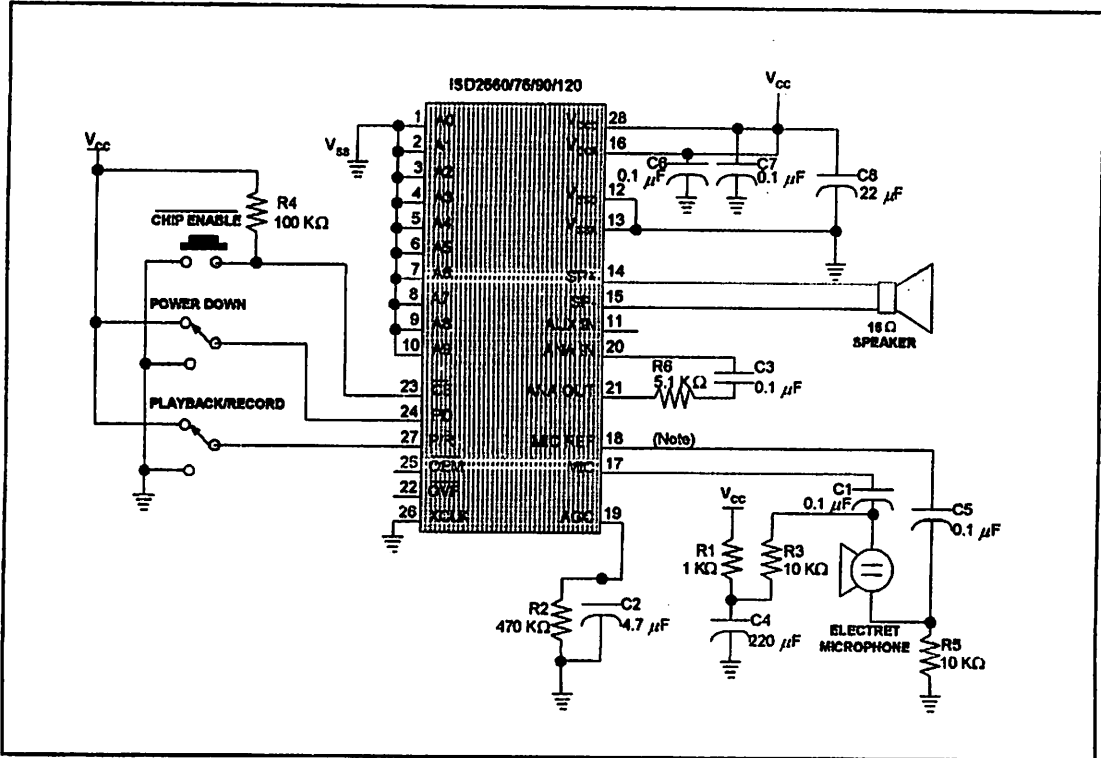 ISD2560/75/90/120
VCC
VCC
VSS
1 A0
2 A1
3 A2
4 A3
5 A4
6 A5
7 A6
8 A7
9 A8
10 A9
23 CE
24 PD
27 P/R
25 OEM
22 OVF
26 XCLK
VCCD 28
VCCA 16
VSSD 12
VSSA 13
SP+ 14
SP- 15
AUX IN 11
ANA IN 20
ANA OUT 21
MIC REF 18 (Note)
MIC 17
AGC 19
R4
100 KΩ
CHIP ENABLE
POWER DOWN
PLAYBACK/RECORD
C6
0.1 µF
C7
0.1 µF
C8
22 µF
16 Ω
SPEAKER
R6
5.1 KΩ
C3
0.1 µF
C1
0.1 µF
C5
0.1 µF
VCC
R1
1 KΩ
R3
10 KΩ
R2
470 KΩ
C2
4.7 µF
C4
220 µF
ELECTRET
MICROPHONE
R5
10 KΩ